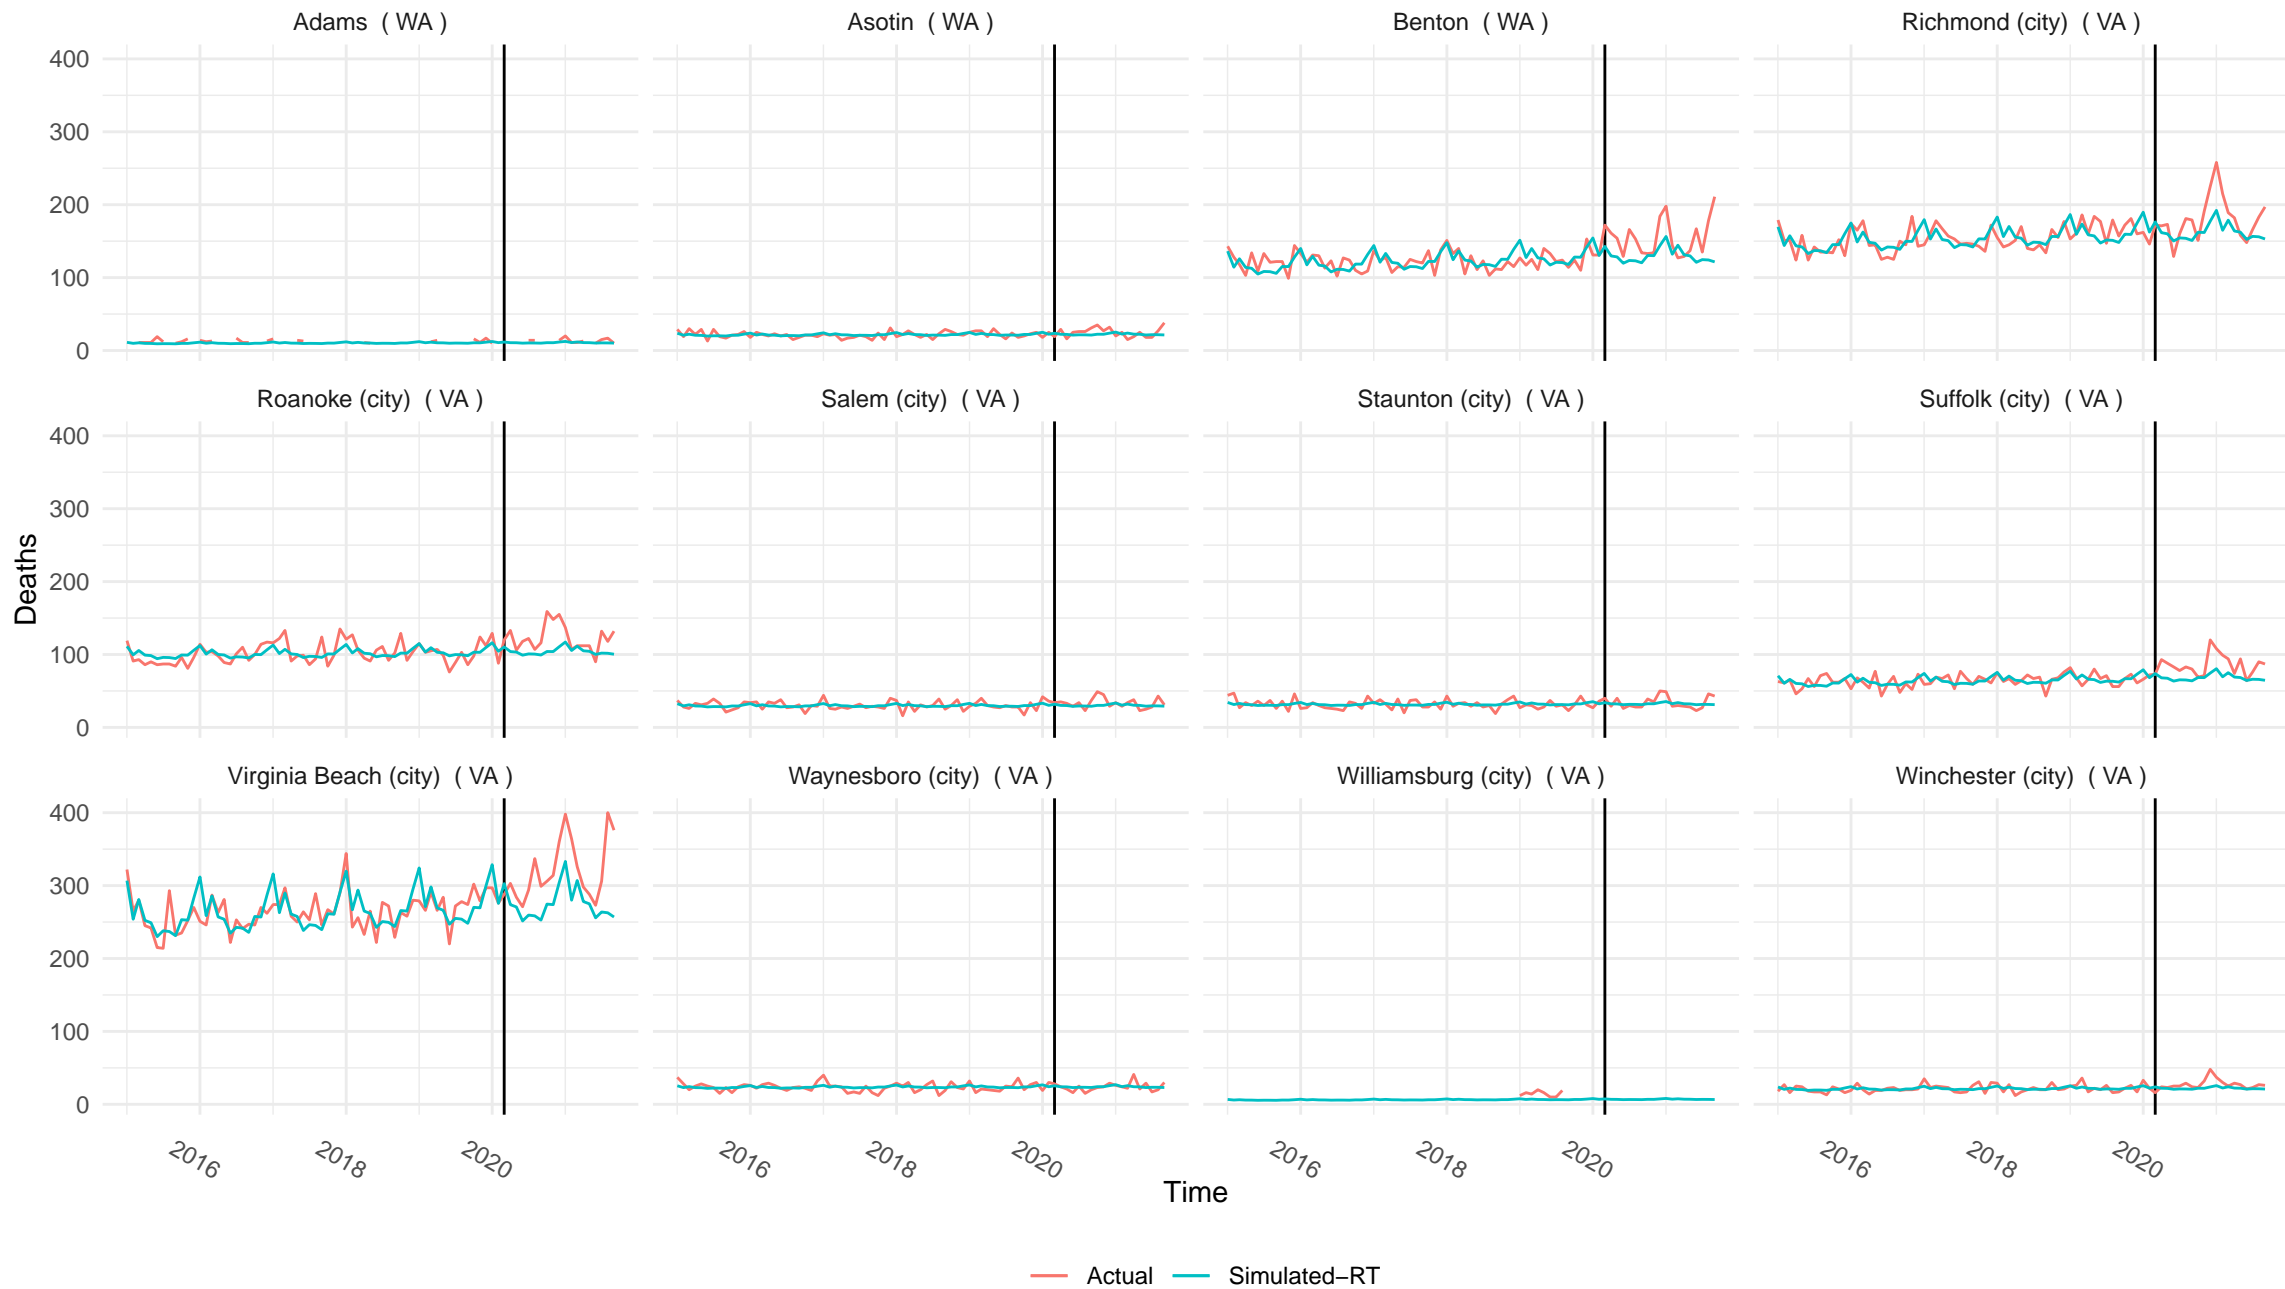 Adams ( WA )
Asotin ( WA )
Benton ( WA )
Richmond (city) ( VA )
400
300
200
100
0
Roanoke (city) ( VA )
Salem (city) ( VA )
Staunton (city) ( VA )
Suffolk (city) ( VA )
400
300
200
100
0
Deaths
Virginia Beach (city) ( VA )
Waynesboro (city) ( VA )
Williamsburg (city) ( VA )
Winchester (city) ( VA )
400
300
200
100
0
2016 2018 2020
2016 2018 2020
2016 2018 2020
2016 2018 2020
Time
Actual
Simulated−RT